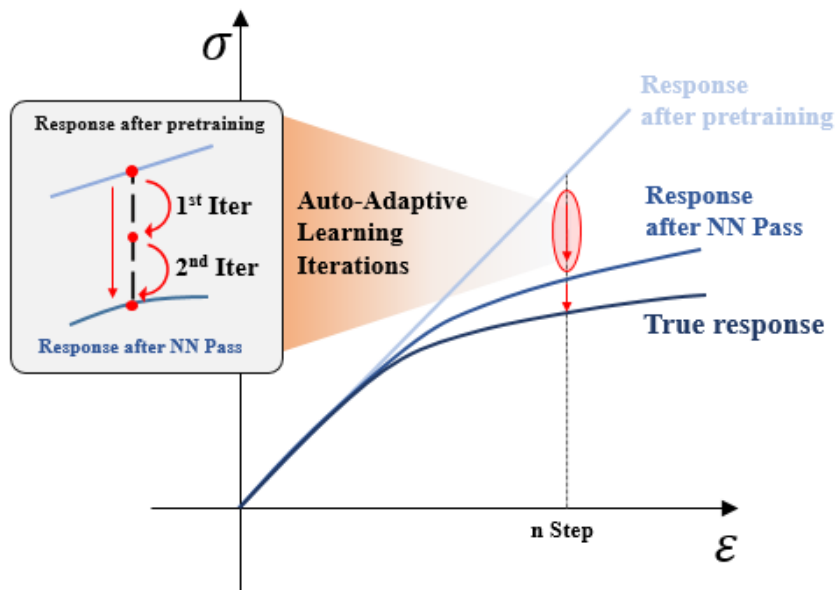 σ
Response
after pretraining
Response after pretraining
1st Iter
2nd Iter
Response after NN Pass
Auto-Adaptive
Learning
Iterations
Response
after NN Pass
True response
n Step
ε